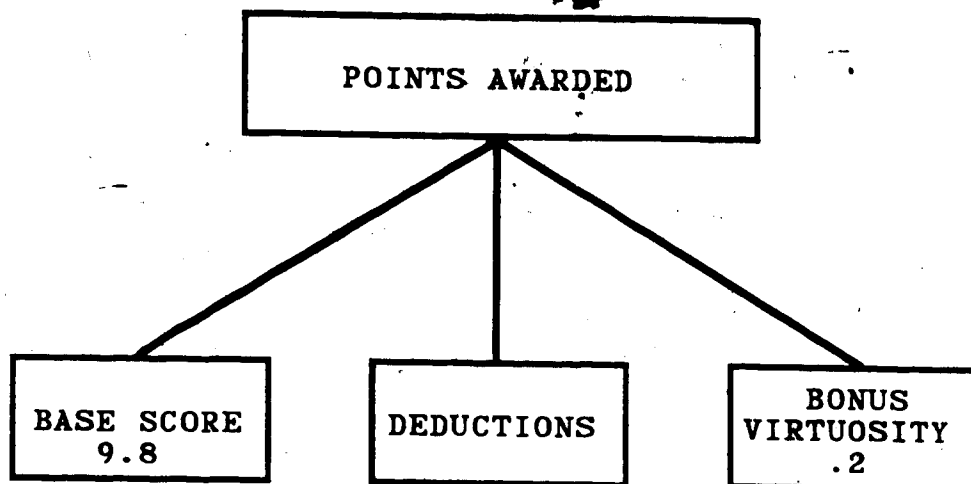 POINTS AWARDED
BASE SCORE
9.8
DEDUCTIONS
BONUS
VIRTUOSITY
.2